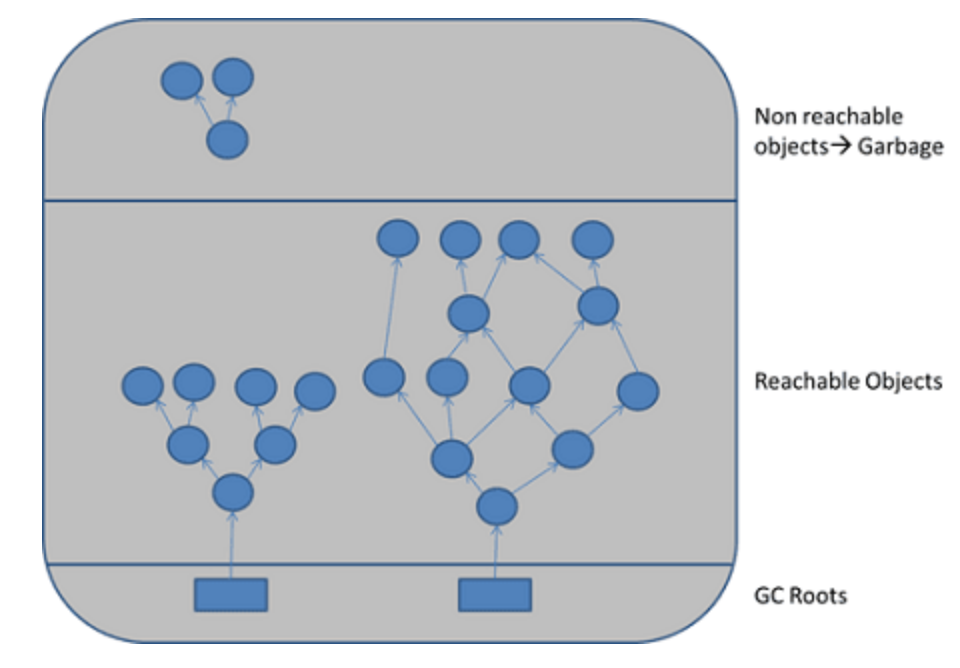 Non reachable
objects→ Garbage
Reachable Objects
GC Roots